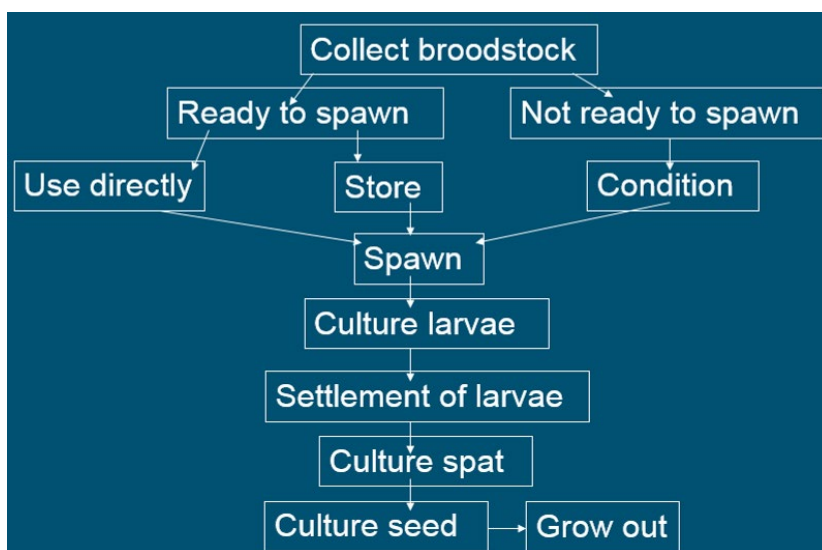 Collect broodstock
Ready to spawn
Not ready to spawn
Use directly
Store
Condition
Spawn
Culture larvae
Settlement of larvae
Culture spat
Culture seed
Grow out